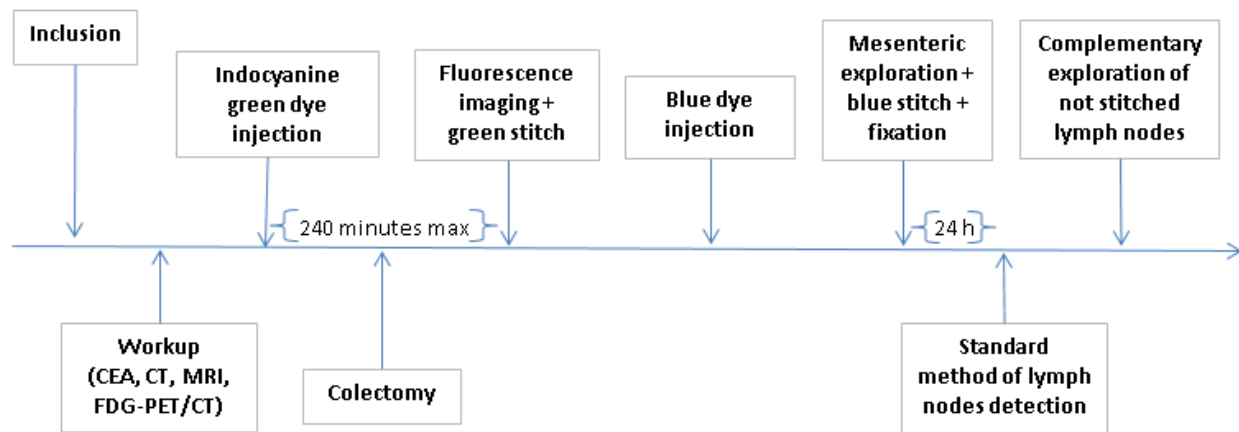 Inclusion
Indocyanine
green dye
injection
Fluorescence
imaging +
green stitch
Blue dye
injection
Mesenteric
exploration +
blue stitch +
fixation
Complementary
exploration of
not stitched
lymph nodes
240 minutes max
24 h
Workup
(CEA, CT, MRI,
FDG-PET/CT)
Colectomy
Standard
method of lymph
nodes detection